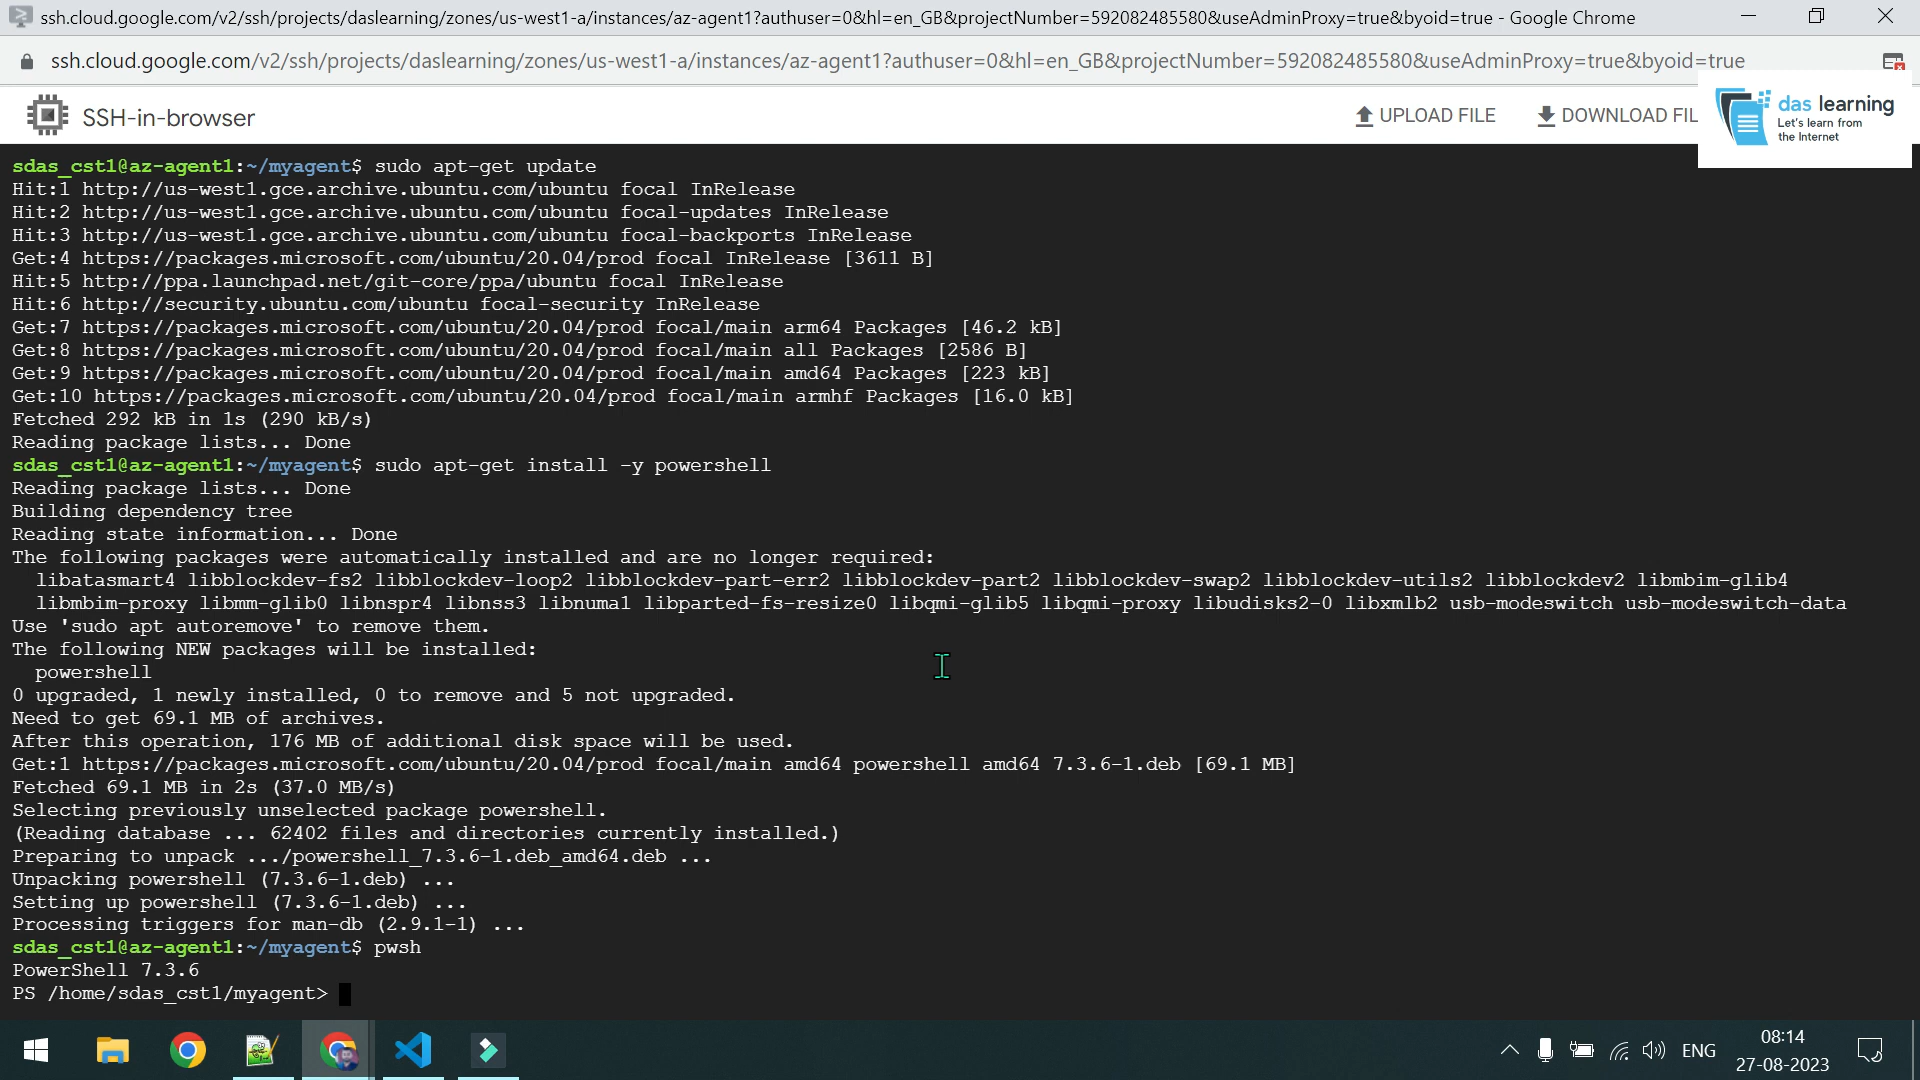 ssh.cloud.google.com/v2/ssh/projects/daslearning/zones/us-west1-a/instances/az-agent1?authuser=0&hl=en_GB&projectNumber=592082485580&useAdminProxy=true&byoid=true - Google Chrome
ssh.cloud.google.com/v2/ssh/projects/daslearning/zones/us-west1-a/instances/az-agent1?authuser=0&hl=en_GB&projectNumber=592082485580&useAdminProxy=true&byoid=true
SSH-in-browser
UPLOAD FILE
DOWNLOAD FIL
das learning
Let's learn from
the Internet
sdas_cst1@az-agent1:~/myagent$ sudo apt-get update
Hit:1 http://us-west1.gce.archive.ubuntu.com/ubuntu focal InRelease
Hit:2 http://us-west1.gce.archive.ubuntu.com/ubuntu focal-updates InRelease
Hit:3 http://us-west1.gce.archive.ubuntu.com/ubuntu focal-backports InRelease
Get:4 https://packages.microsoft.com/ubuntu/20.04/prod focal InRelease [3611 B]
Hit:5 http://ppa.launchpad.net/git-core/ppa/ubuntu focal InRelease
Hit:6 http://security.ubuntu.com/ubuntu focal-security InRelease
Get:7 https://packages.microsoft.com/ubuntu/20.04/prod focal/main arm64 Packages [46.2 kB]
Get:8 https://packages.microsoft.com/ubuntu/20.04/prod focal/main all Packages [2586 B]
Get:9 https://packages.microsoft.com/ubuntu/20.04/prod focal/main amd64 Packages [223 kB]
Get:10 https://packages.microsoft.com/ubuntu/20.04/prod focal/main armhf Packages [16.0 kB]
Fetched 292 kB in 1s (290 kB/s)
Reading package lists... Done
sdas_cst1@az-agent1:~/myagent$ sudo apt-get install -y powershell
Reading package lists... Done
Building dependency tree
Reading state information... Done
The following packages were automatically installed and are no longer required:
libatasmart4 libblockdev-fs2 libblockdev-loop2 libblockdev-part-err2 libblockdev-part2 libblockdev-swap2 libblockdev-utils2 libblockdev2 libmbim-glib4
libmbim-proxy libmm-glib0 libnspr4 libnss3 libnuma1 libparted-fs-resize0 libqmi-glib5 libqmi-proxy libudisks2-0 libxmlb2 usb-modeswitch usb-modeswitch-data
Use 'sudo apt autoremove' to remove them.
The following NEW packages will be installed:
powershell
0 upgraded, 1 newly installed, 0 to remove and 5 not upgraded.
Need to get 69.1 MB of archives.
After this operation, 176 MB of additional disk space will be used.
Get:1 https://packages.microsoft.com/ubuntu/20.04/prod focal/main amd64 powershell amd64 7.3.6-1.deb [69.1 MB]
Fetched 69.1 MB in 2s (37.0 MB/s)
Selecting previously unselected package powershell.
(Reading database ... 62402 files and directories currently installed.)
Preparing to unpack .../powershell_7.3.6-1.deb_amd64.deb ...
Unpacking powershell (7.3.6-1.deb) ...
Setting up powershell (7.3.6-1.deb) ...
Processing triggers for man-db (2.9.1-1) ...
sdas_cst1@az-agent1:~/myagent$ pwsh
PowerShell 7.3.6
PS /home/sdas_cst1/myagent>
ENG
08:14
27-08-2023